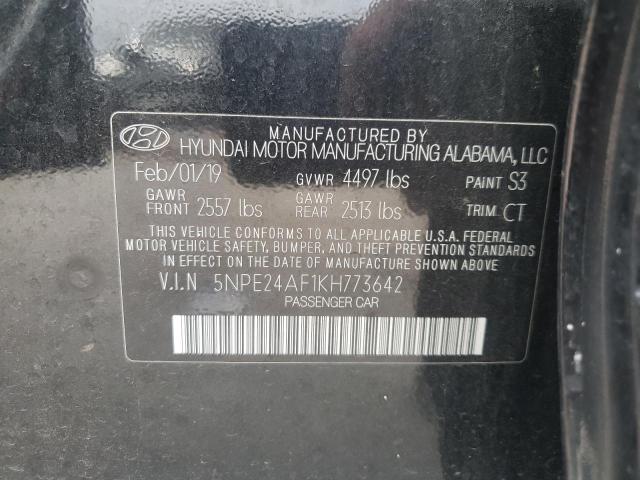 MANUFACTURED BY
HYUNDAI MOTOR MANUFACTURING ALABAMA, LLC
Feb/01/19 GVWR 4497 lbs PAINT S3
GAWR FRONT 2557 lbs GAWR REAR 2513 lbs TRIM CT
THIS VEHICLE CONFORMS TO ALL APPLICABLE U.S.A. FEDERAL
MOTOR VEHICLE SAFETY, BUMPER, AND THEFT PREVENTION STANDARDS
IN EFFECT ON THE DATE OF MANUFACTURE SHOWN ABOVE.
V.I.N 5NPE24AF1KH773642
PASSENGER CAR